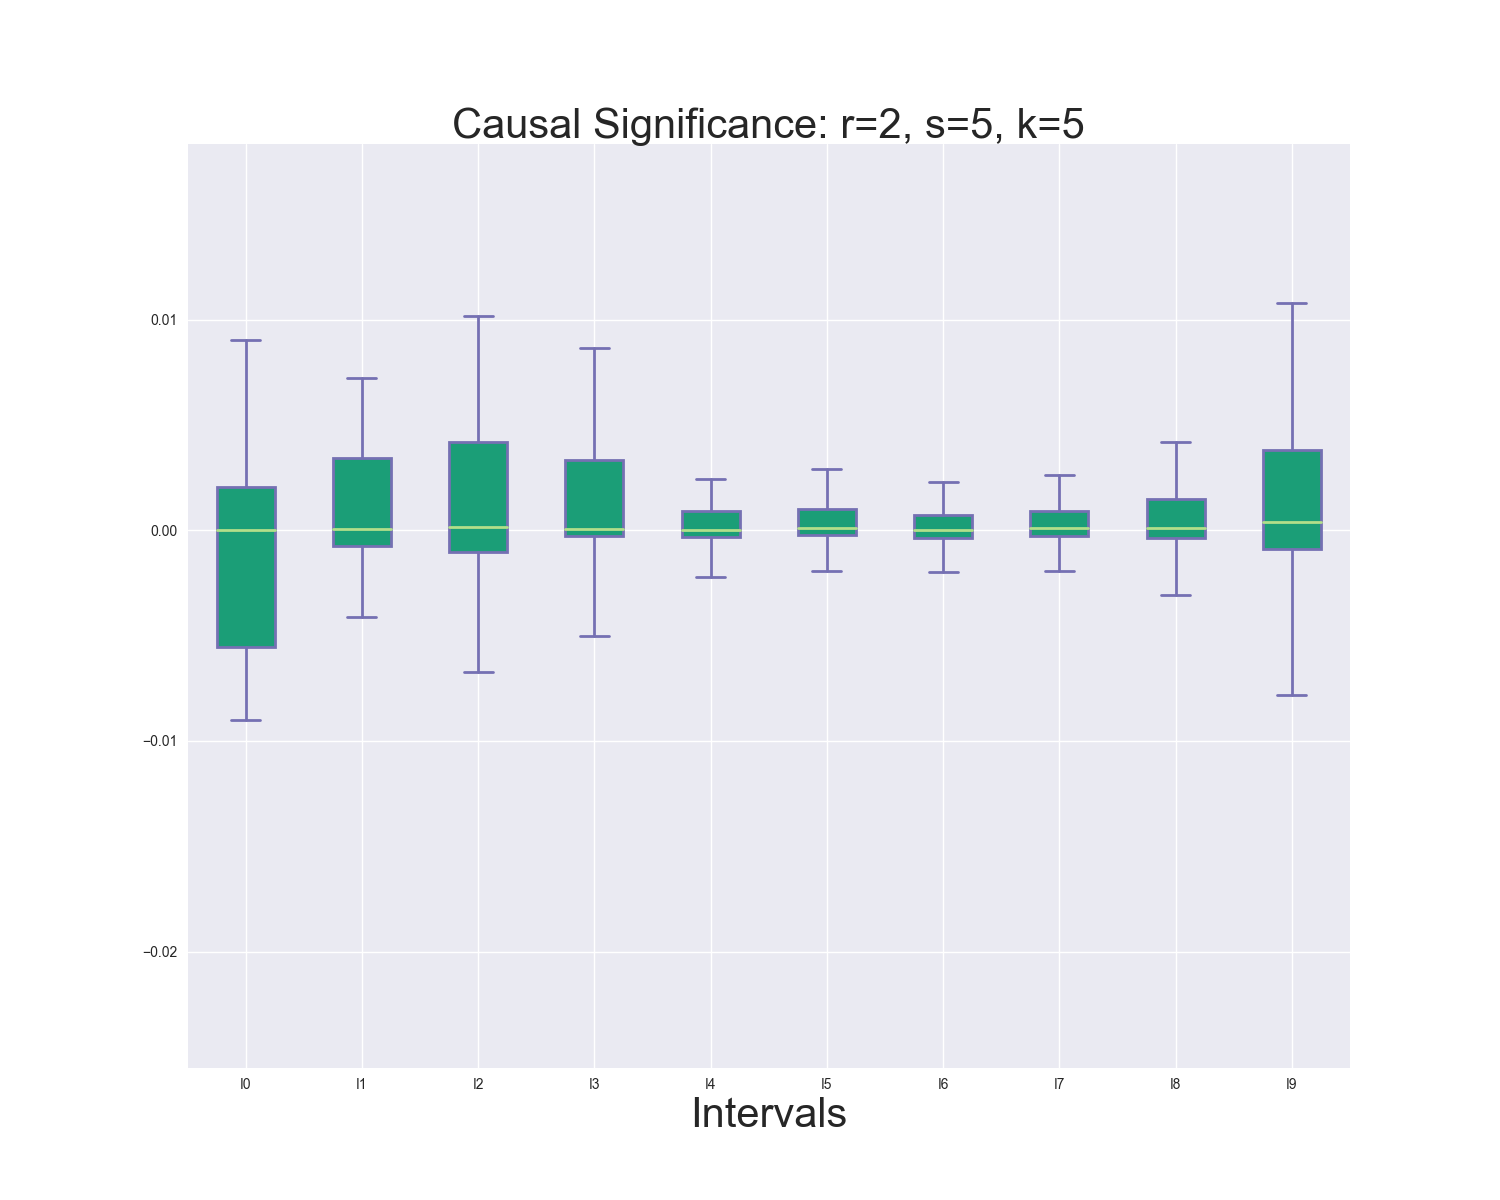 Causal Significance: r=2, s=5, k=5
0.01
0.00
−0.01
−0.02
I0 I1 I2 I3 I4 I5 I6 I7 I8 I9
Intervals